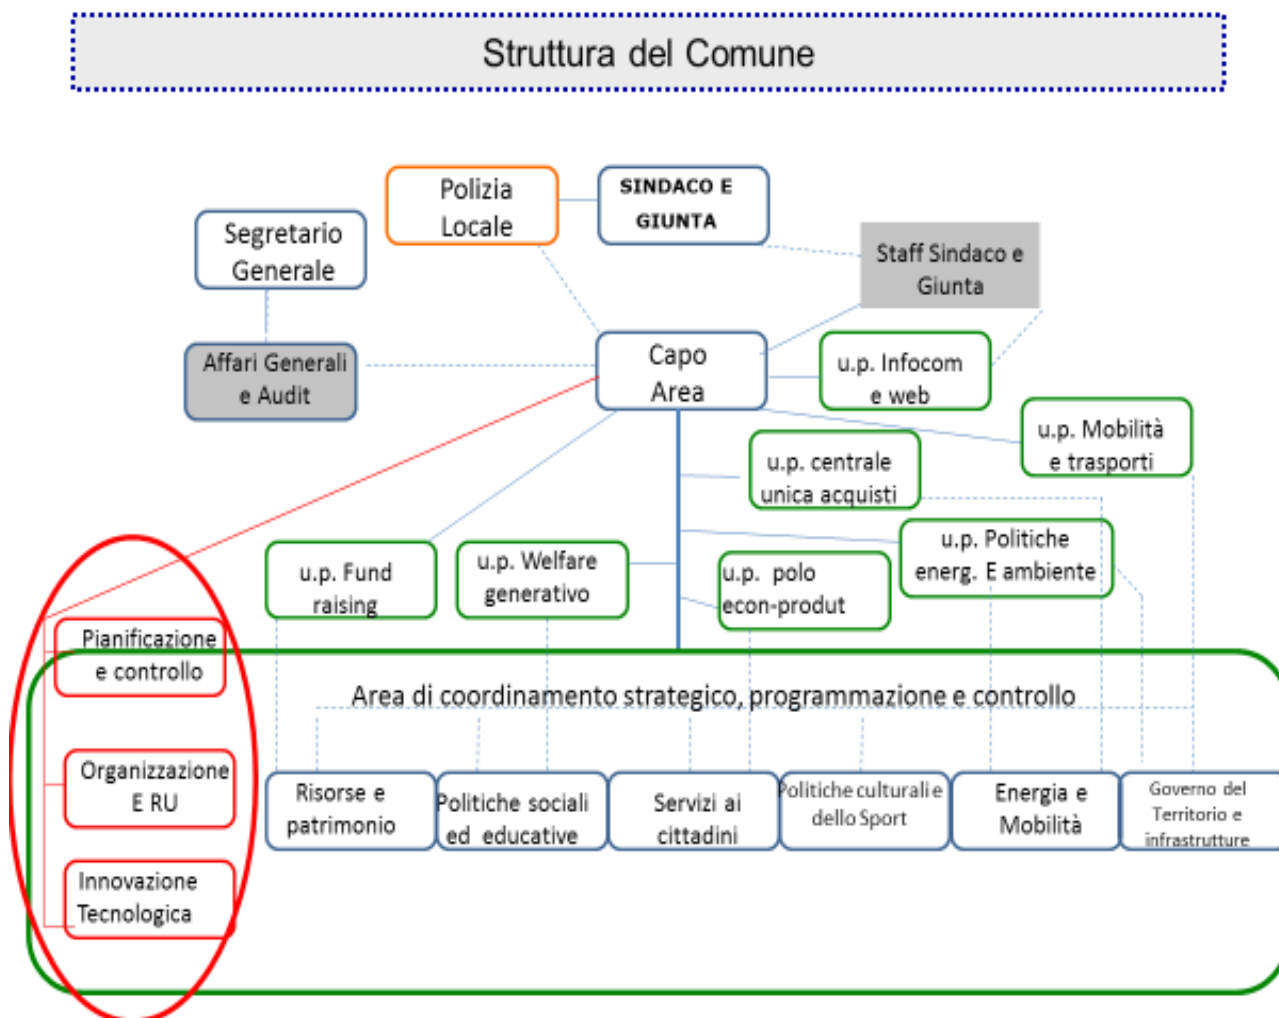 Struttura del Comune
Polizia
Locale
SINDACO E
GIUNTA
Segretario
Generale
Staff Sindaco e
Giunta
Affari Generali
e Audit
Capo
Area
u.p. Infocom
e web
u.p. Mobilità
e trasporti
u.p. centrale
unica acquisti
u.p. Politiche
energ. E ambiente
u.p. Fund
raising
u.p. Welfare
generativo
u.p. polo
econ-produt
Pianificazione
e controllo
Area di coordinamento strategico, programmazione e controllo
Organizzazione
E RU
Risorse e
patrimonio
Politiche sociali
ed educative
Servizi ai
cittadini
Politiche culturali e
dello Sport
Energia e
Mobilità
Governo del
Territorio e
infrastrutture
Innovazione
Tecnologica